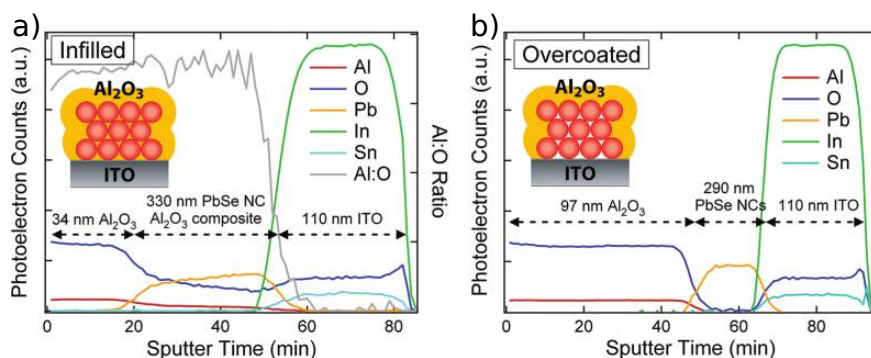 a)
Infilled
Photoelectron Counts (a.u.)
Al₂O₃
ITO
Al
O
Pb
In
Sn
Al:O
34 nm Al₂O₃
330 nm PbSe NC
Al₂O₃ composite
110 nm ITO
Al:O Ratio
0 20 40 60 80
Sputter Time (min)
b)
Overcoated
Photoelectron Counts (a.u.)
Al₂O₃
ITO
Al
O
Pb
In
Sn
97 nm Al₂O₃
290 nm
PbSe NCs
110 nm ITO
0 20 40 60 80
Sputter Time (min)